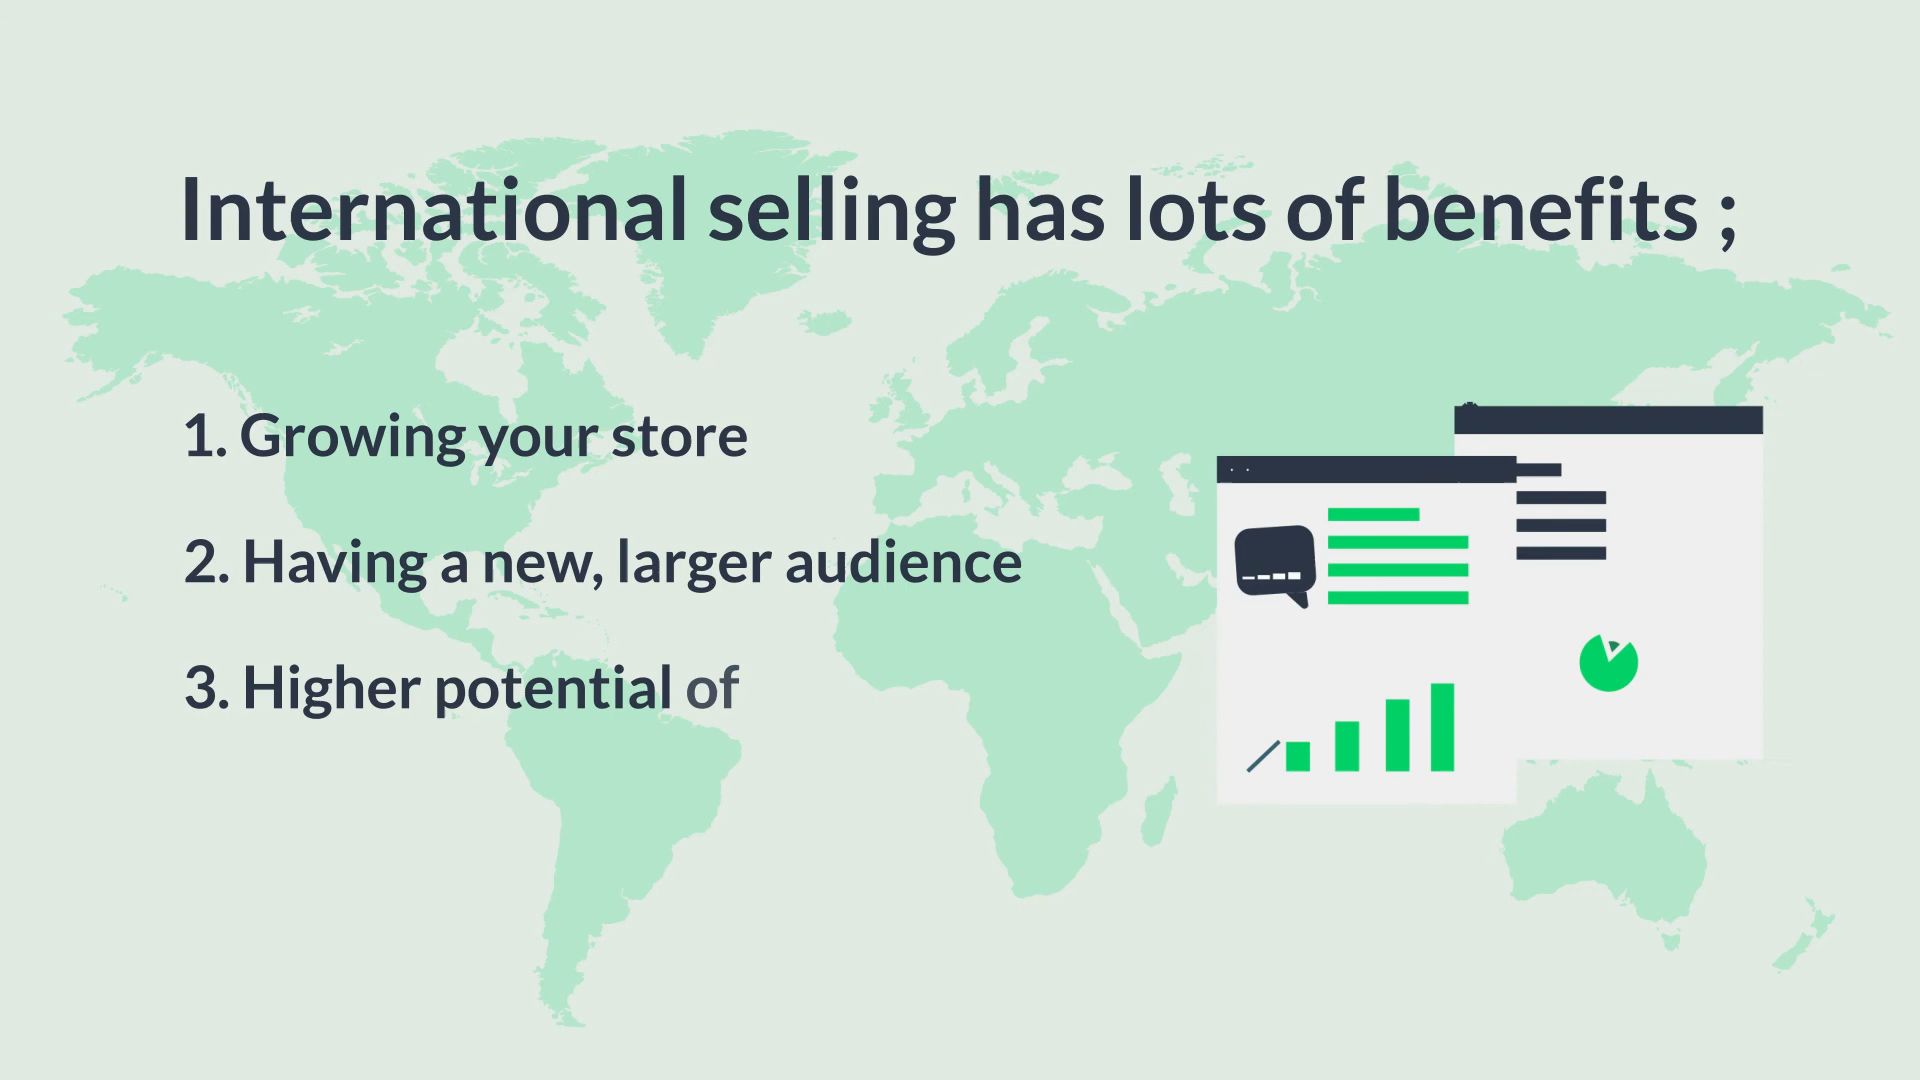 International selling has lots of benefits ;
1. Growing your store
2. Having a new, larger audience
3. Higher potential of